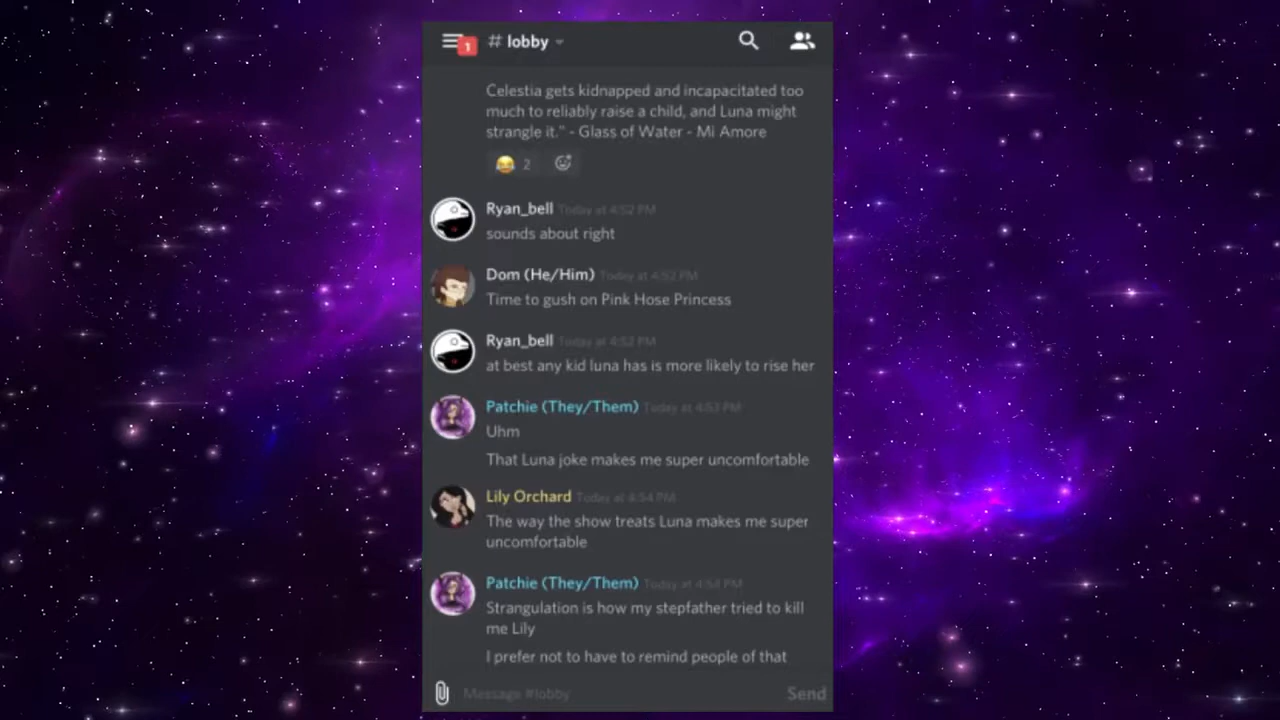 1
# lobby
Celestia gets kidnapped and incapacitated too
much to reliably raise a child, and Luna might
strangle it." - Glass of Water - Mi Amore
2
Ryan_bell Today at 4:52 PM
sounds about right
Dom (He/Him) Today at 4:52 PM
Time to gush on Pink Hose Princess
Ryan_bell Today at 4:52 PM
at best any kid luna has is more likely to rise her
Patchie (They/Them) Today at 4:53 PM
Uhm
That Luna joke makes me super uncomfortable
Lily Orchard Today at 4:54 PM
The way the show treats Luna makes me super
uncomfortable
Patchie (They/Them) Today at
Strangulation is how my stepfather tried to kill
me Lily
I prefer not to have to remind people of that
Message #lobby
Send